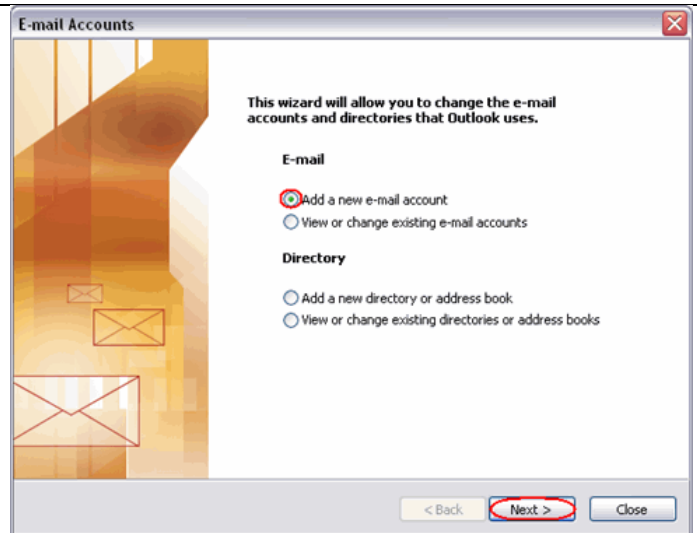 E-mail Accounts
This wizard will allow you to change the e-mail
accounts and directories that Outlook uses.
E-mail
Add a new e-mail account
View or change existing e-mail accounts
Directory
Add a new directory or address book
View or change existing directories or address books
< Back Next > Close